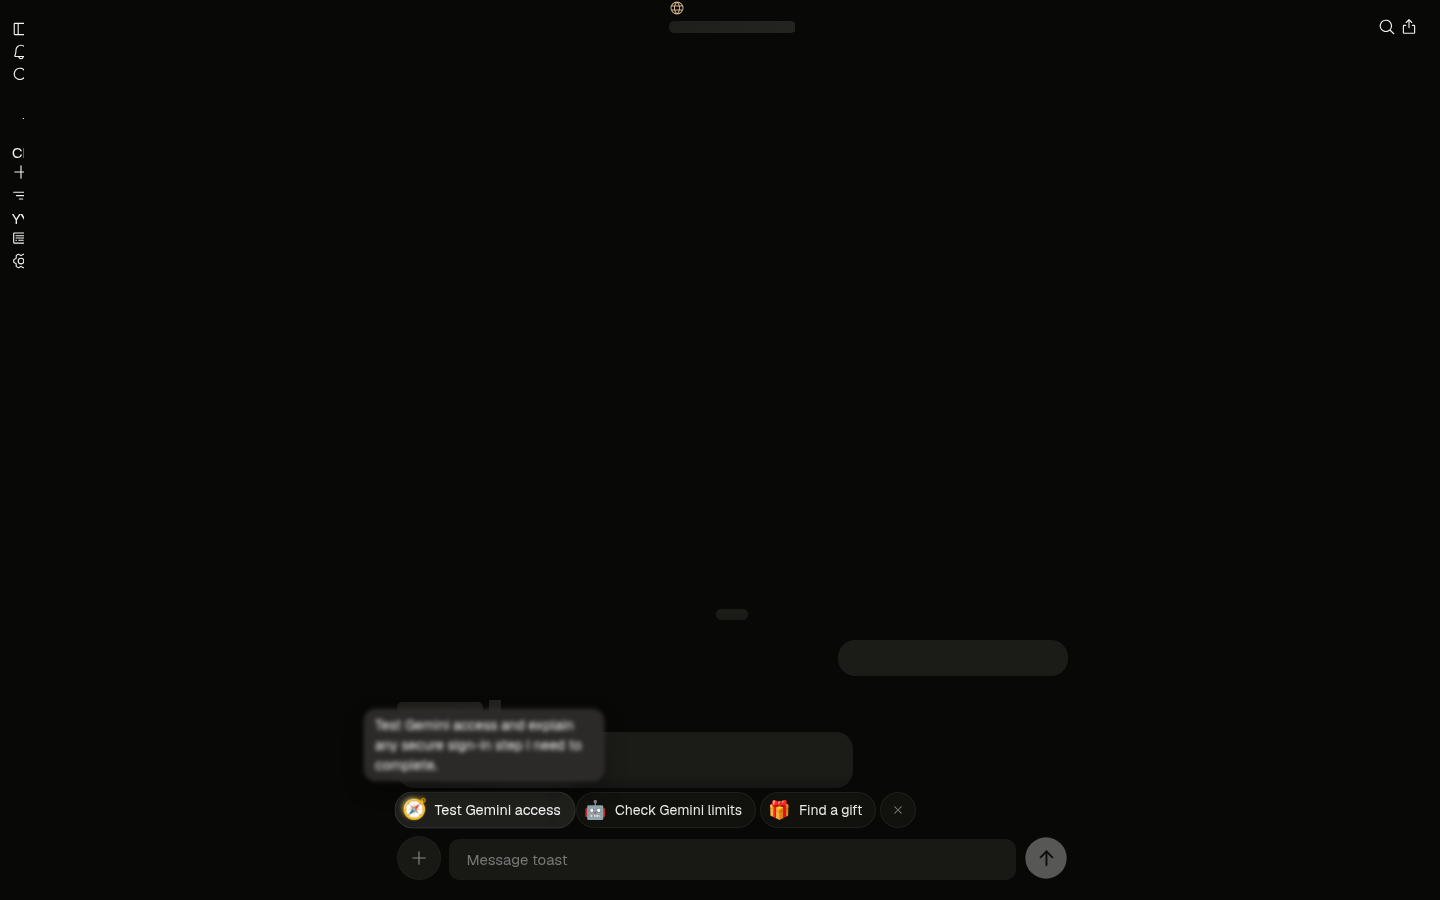 Test Gemini access and explain
any secure sign-in step I need to
complete.
Test Gemini access
Check Gemini limits
Find a gift
Message toast